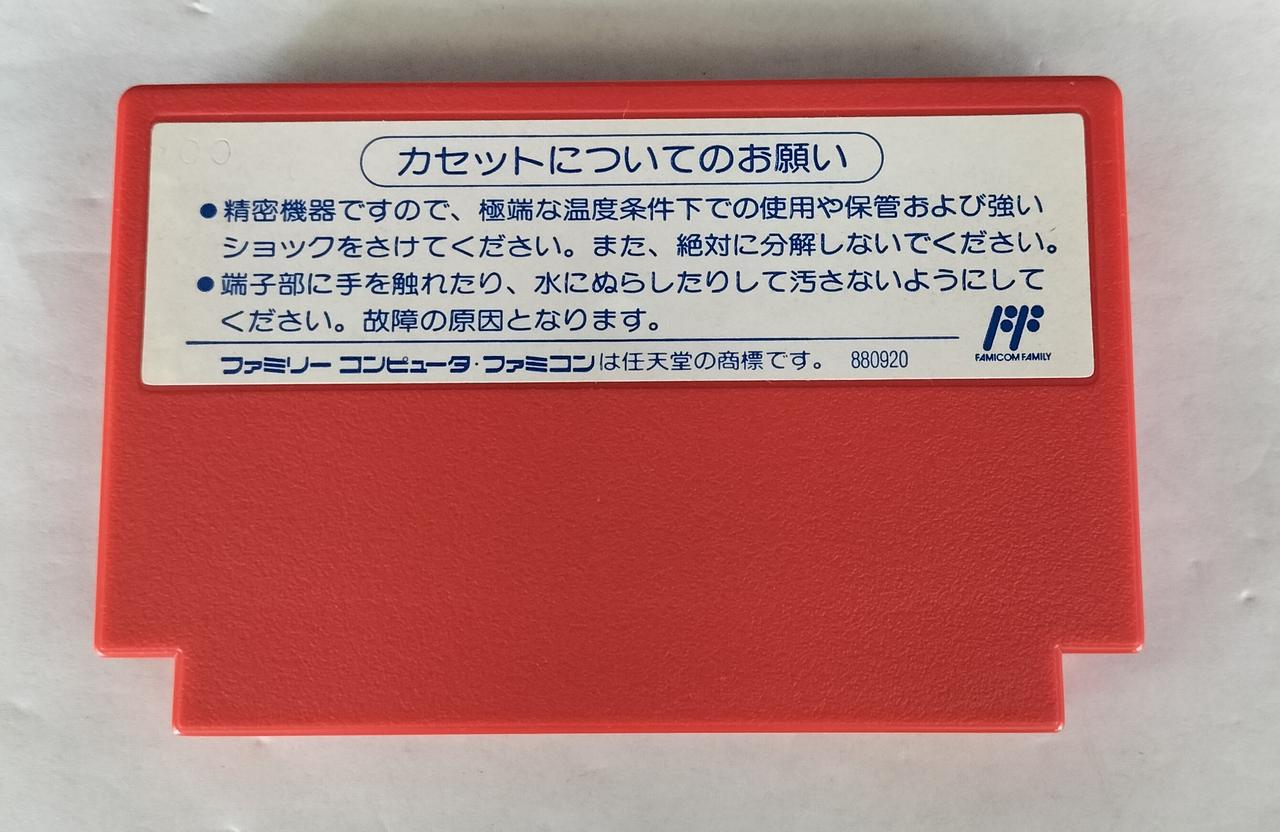 カセットについてのお願い
●精密機器ですので、極端な温度条件下での使用や保管および強い
ショックをさけてください。また、絶対に分解しないでください。
●端子部に手を触れたり、水にぬらしたりして汚さないようにして
ください。故障の原因となります。
FF
FAMICOM FAMILY
ファミリー コンピュータ・ファミコンは任天堂の商標です。 880920